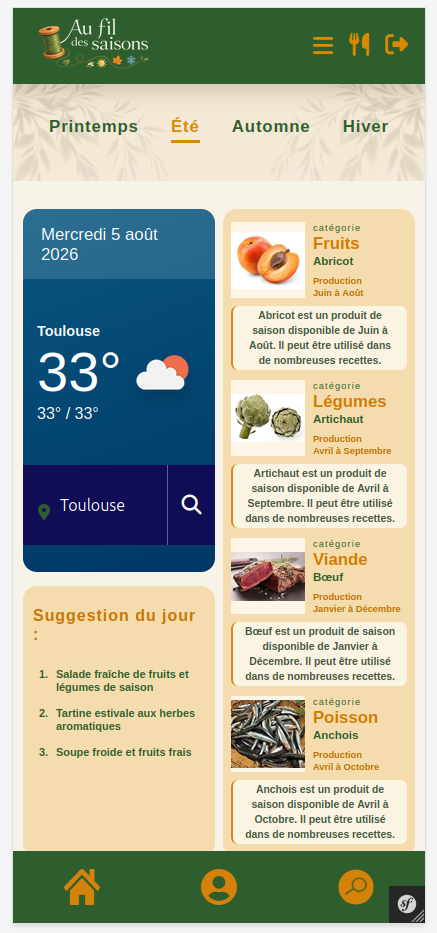 Au fil
des saisons
Printemps Été Automne Hiver
Mercredi 5 août
2026
Toulouse
33°
33° / 33°
Toulouse
Suggestion du jour
:
1. Salade fraîche de fruits et
légumes de saison
2. Tartine estivale aux herbes
aromatiques
3. Soupe froide et fruits frais
catégorie
Fruits
Abricot
Production
Juin à Août
Abricot est un produit de
saison disponible de Juin à
Août. Il peut être utilisé dans
de nombreuses recettes.
catégorie
Légumes
Artichaut
Production
Avril à Septembre
Artichaut est un produit de
saison disponible de Avril à
Septembre. Il peut être utilisé
dans de nombreuses recettes.
catégorie
Viande
Bœuf
Production
Janvier à Décembre
Bœuf est un produit de saison
disponible de Janvier à
Décembre. Il peut être utilisé
dans de nombreuses recettes.
catégorie
Poisson
Anchois
Production
Avril à Octobre
Anchois est un produit de
saison disponible de Avril à
Octobre. Il peut être utilisé
dans de nombreuses recettes.
sf